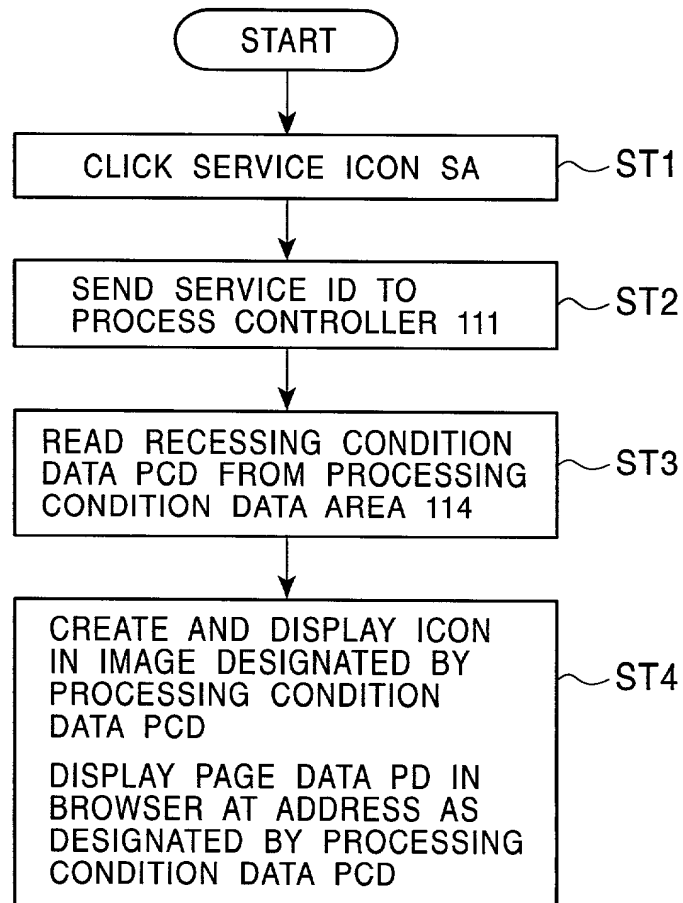 START
CLICK SERVICE ICON SA
ST1
SEND SERVICE ID TO
PROCESS CONTROLLER 111
ST2
READ RECESSING CONDITION
DATA PCD FROM PROCESSING
CONDITION DATA AREA 114
ST3
CREATE AND DISPLAY ICON
IN IMAGE DESIGNATED BY
PROCESSING CONDITION
DATA PCD
ST4
DISPLAY PAGE DATA PD IN
BROWSER AT ADDRESS AS
DESIGNATED BY PROCESSING
CONDITION DATA PCD